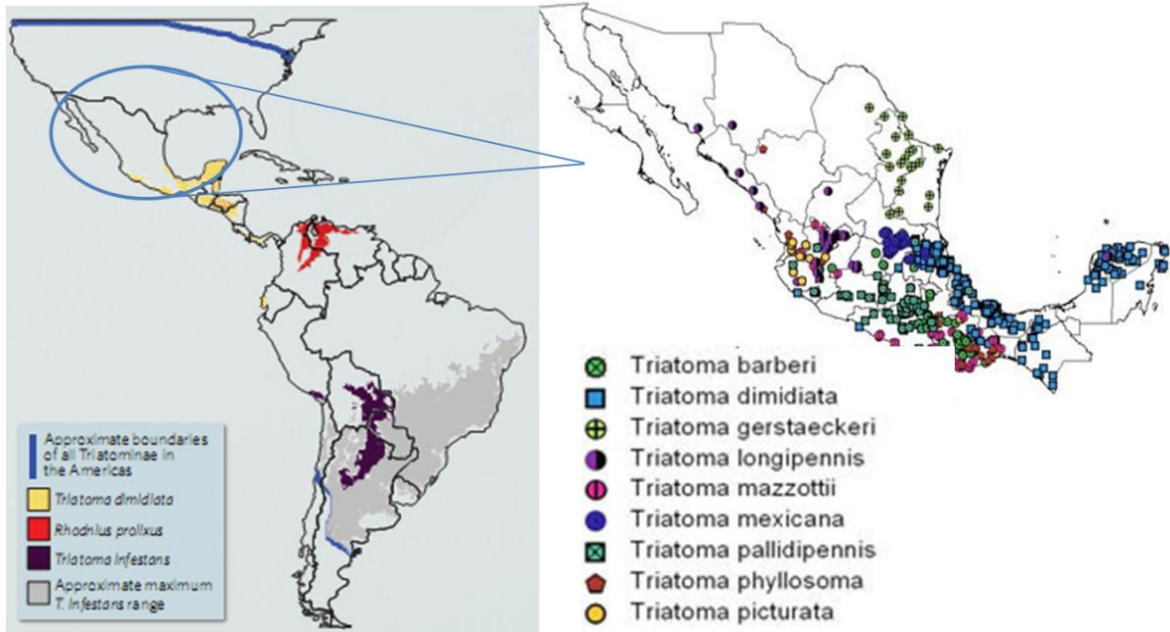 Approximate boundaries
of all Triatominae in
the Americas
Triatoma dimidiata
Rhodnius prolixus
Triatoma Infestans
Approximate maximum
T. Infestans range
Triatoma barberi
Triatoma dimidiata
Triatoma gerstaeckeri
Triatoma longipennis
Triatoma mazzottii
Triatoma mexicana
Triatoma pallidipennis
Triatoma phyllosoma
Triatoma picturata